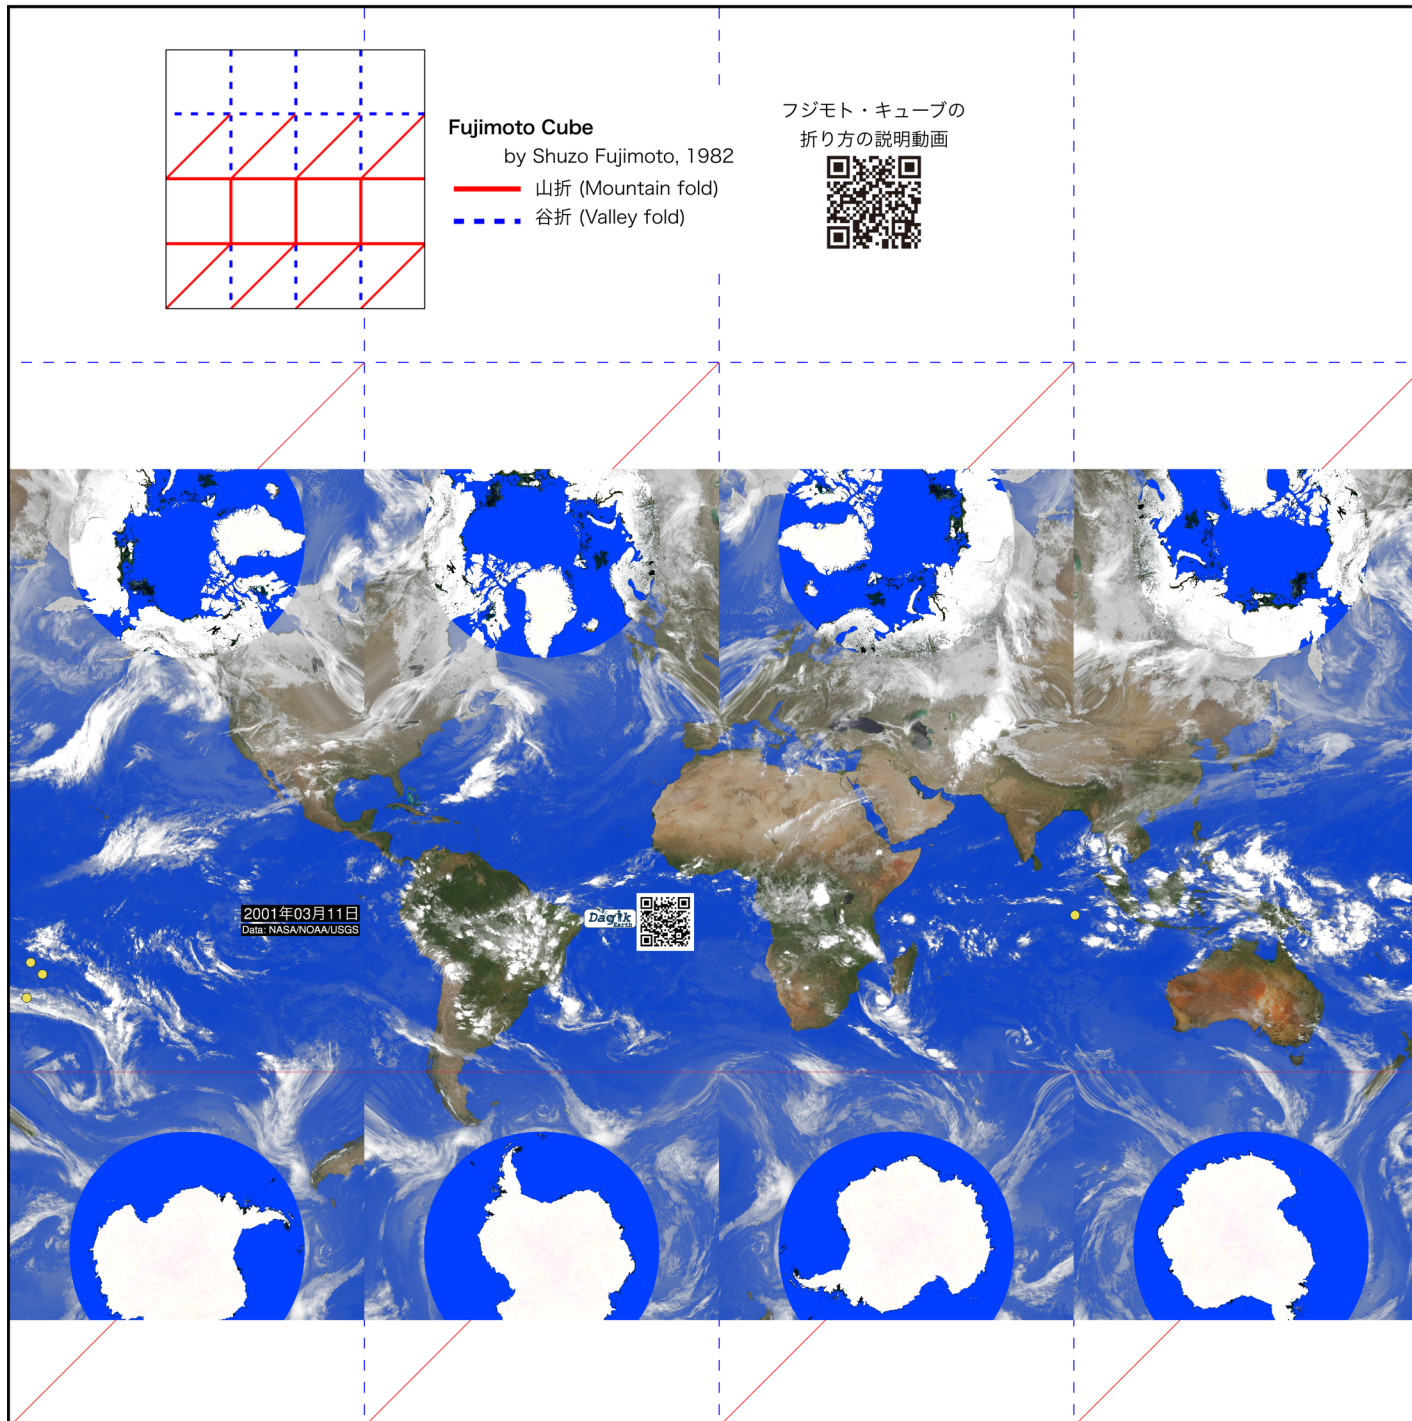 Fujimoto Cube
by Shuzo Fujimoto, 1982
山折 (Mountain fold)
谷折 (Valley fold)
フジモト・キューブの
折り方の説明動画
2001年03月11日
Data: NASA/NOAA/USGS
Dagik
Earth